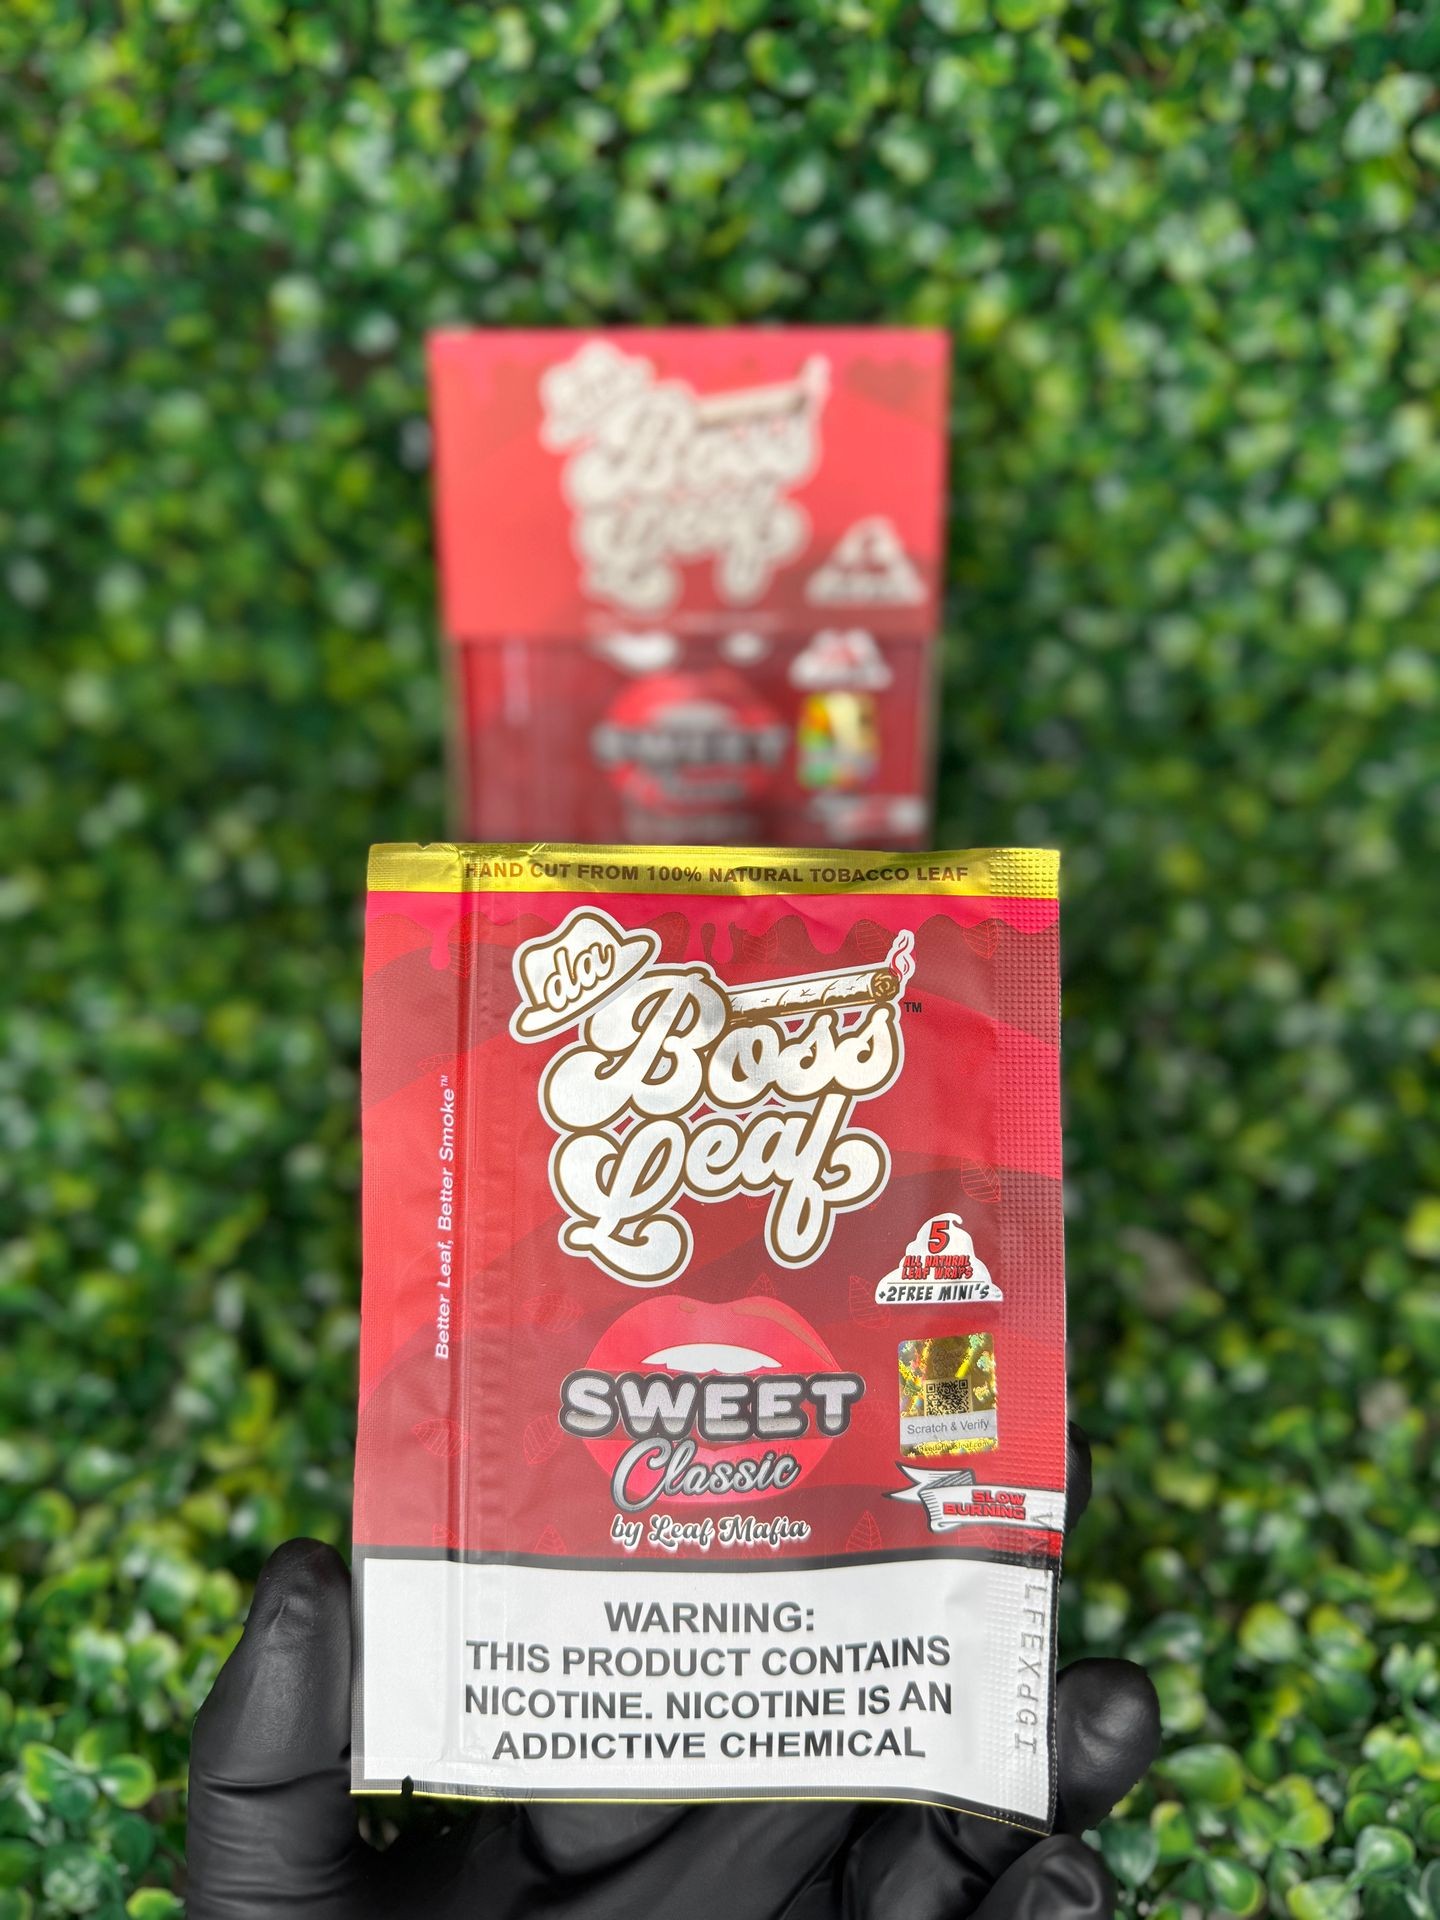 da
Boss
Leaf
SWEET
HAND CUT FROM 100% NATURAL TOBACCO LEAF
da
Boss
TM
Leaf
Better Leaf, Better Smoke™
5
ALL NATURAL
LEAF WRAPS
+2FREE MINI'S
SWEET
Classic
by Leaf Mafia
Scratch & Verify
SLOW
BURNING
WARNING:
THIS PRODUCT CONTAINS
NICOTINE. NICOTINE IS AN
ADDICTIVE CHEMICAL